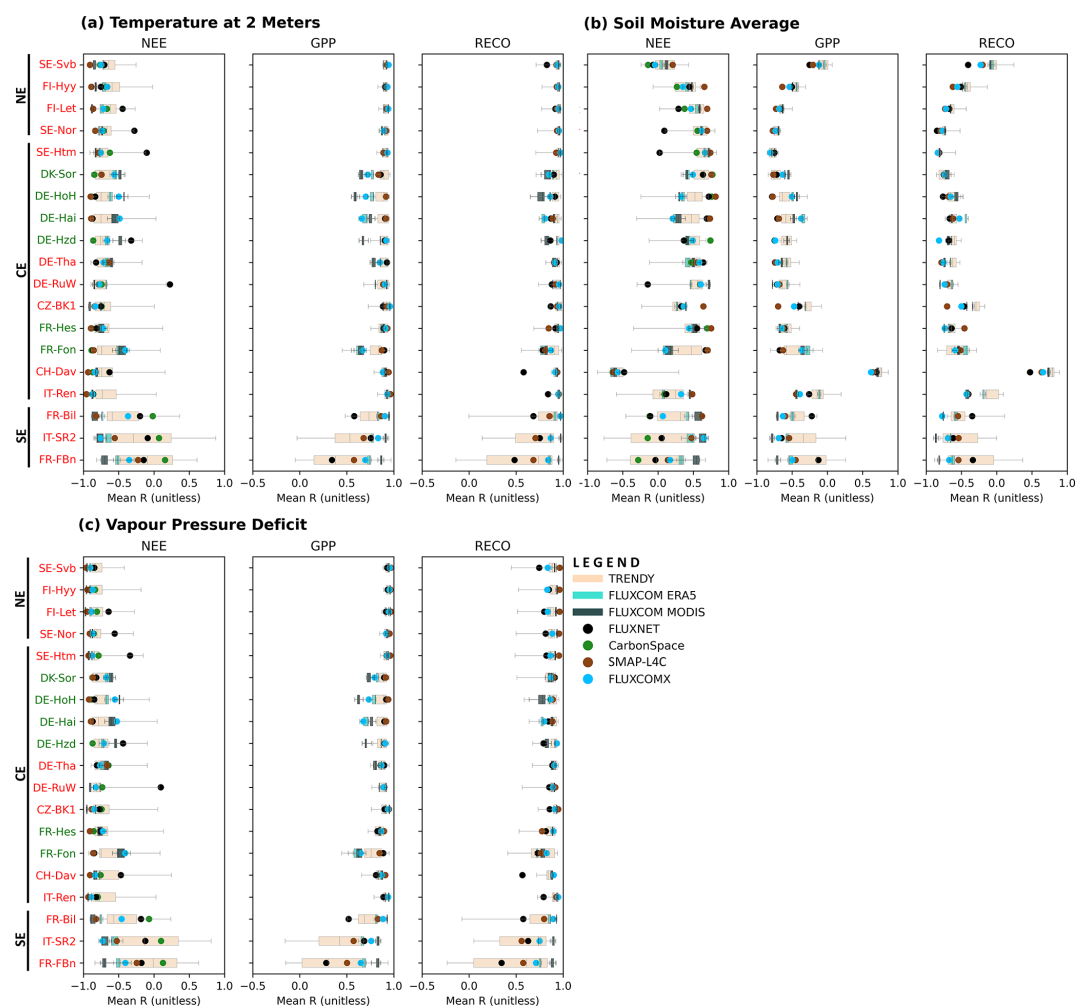 (a) Temperature at 2 Meters
(b) Soil Moisture Average
NEE
GPP
RECO
NEE
GPP
RECO
NE
SE-Svb
FI-Hyy
FI-Let
SE-Nor
CE
SE-Htm
DK-Sor
DE-HoH
DE-Hai
DE-Hzd
DE-Tha
DE-RuW
CZ-BK1
FR-Hes
FR-Fon
CH-Dav
IT-Ren
SE
FR-Bil
IT-SR2
FR-FBn
−1.0 −0.5 0.0 0.5 1.0
Mean R (unitless)
−0.5 0.0 0.5 1.0
Mean R (unitless)
−0.5 0.0 0.5 1.0
Mean R (unitless)
−1.0 −0.5 0.0 0.5 1.0
Mean R (unitless)
−0.5 0.0 0.5 1.0
Mean R (unitless)
−1.0 −0.5 0.0 0.5 1.0
Mean R (unitless)
(c) Vapour Pressure Deficit
NEE
GPP
RECO
NE
SE-Svb
FI-Hyy
FI-Let
SE-Nor
CE
SE-Htm
DK-Sor
DE-HoH
DE-Hai
DE-Hzd
DE-Tha
DE-RuW
CZ-BK1
FR-Hes
FR-Fon
CH-Dav
IT-Ren
SE
FR-Bil
IT-SR2
FR-FBn
−1.0 −0.5 0.0 0.5 1.0
Mean R (unitless)
−0.5 0.0 0.5 1.0
Mean R (unitless)
−0.5 0.0 0.5 1.0
Mean R (unitless)
LEGEND
TRENDY
FLUXCOM ERA5
FLUXCOM MODIS
FLUXNET
CarbonSpace
SMAP-L4C
FLUXCOMX